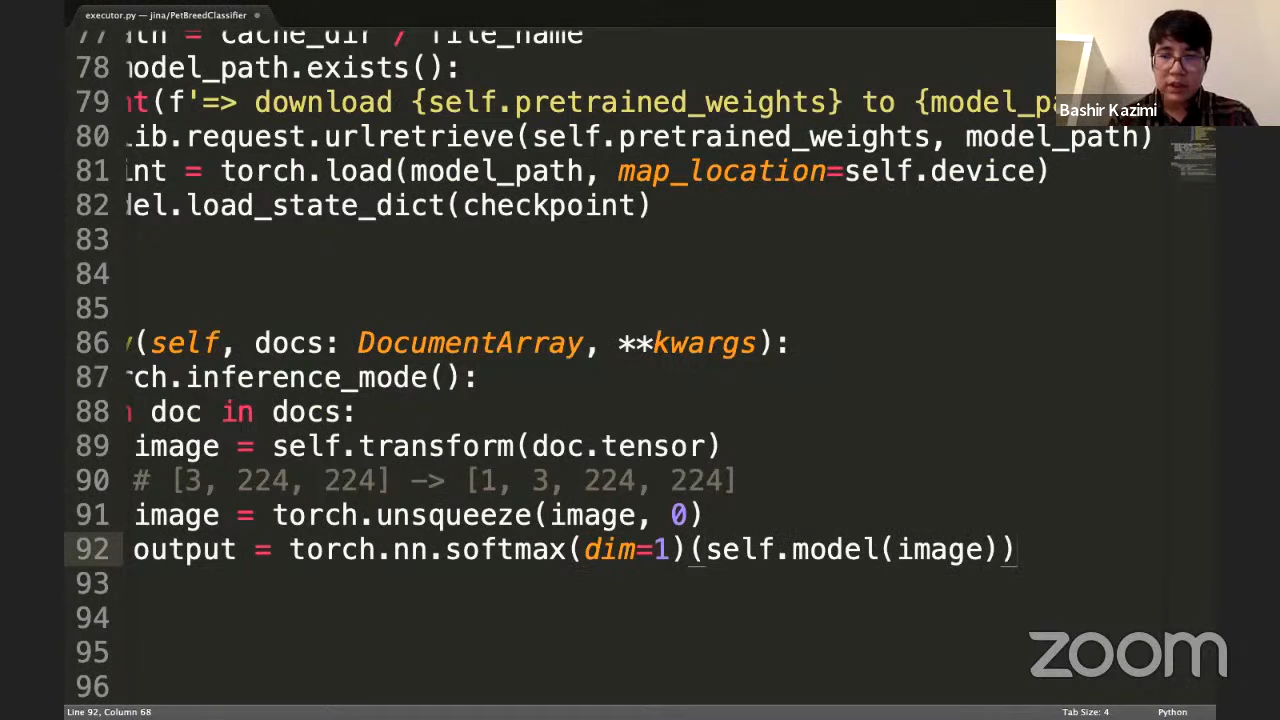 executor.py — jina/PetBreedClassifier
77 ath = cache_dir / file_name
78 model_path.exists():
79 nt(f'=> download {self.pretrained_weights} to {model_pa
Bashir Kazimi
80 lib.request.urlretrieve(self.pretrained_weights, model_path)
81 int = torch.load(model_path, map_location=self.device)
82 del.load_state_dict(checkpoint)
83
84
85
86 y(self, docs: DocumentArray, **kwargs):
87 rch.inference_mode():
88 doc in docs:
89 image = self.transform(doc.tensor)
90 # [3, 224, 224] -> [1, 3, 224, 224]
91 image = torch.unsqueeze(image, 0)
92 output = torch.nn.softmax(dim=1)(self.model(image))
93
94
95
96
zoom
Line 92, Column 68
Tab Size: 4
Python